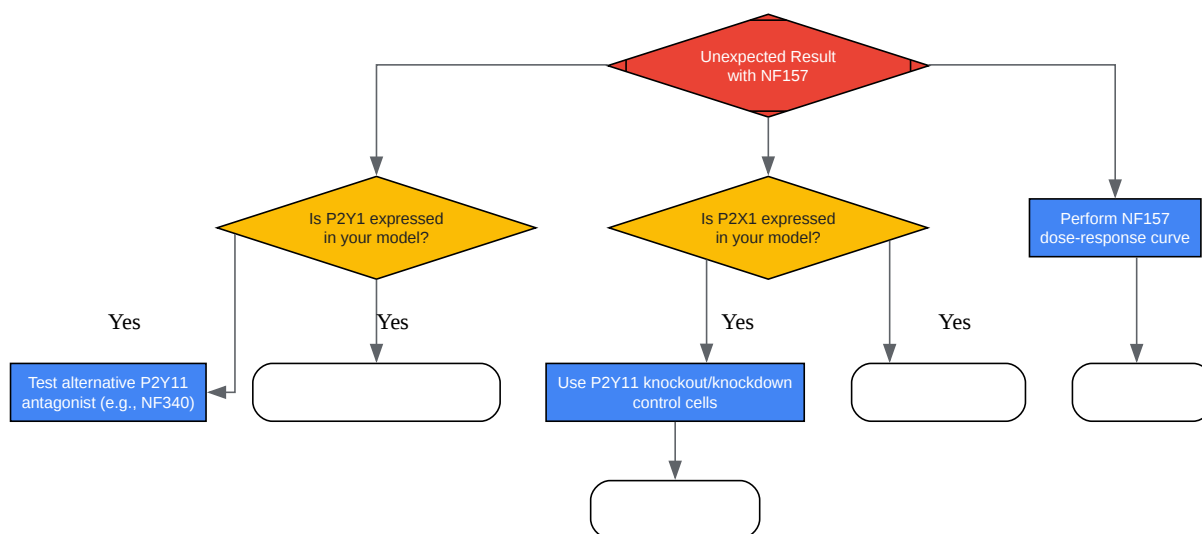 Unexpected Result
with NF157
Is P2Y1 expressed
in your model?
Is P2X1 expressed
in your model?
Perform NF157
dose-response curve
Yes
Yes
Yes
Yes
Test alternative P2Y11
antagonist (e.g., NF340)
Use P2Y11 knockout/knockdown
control cells